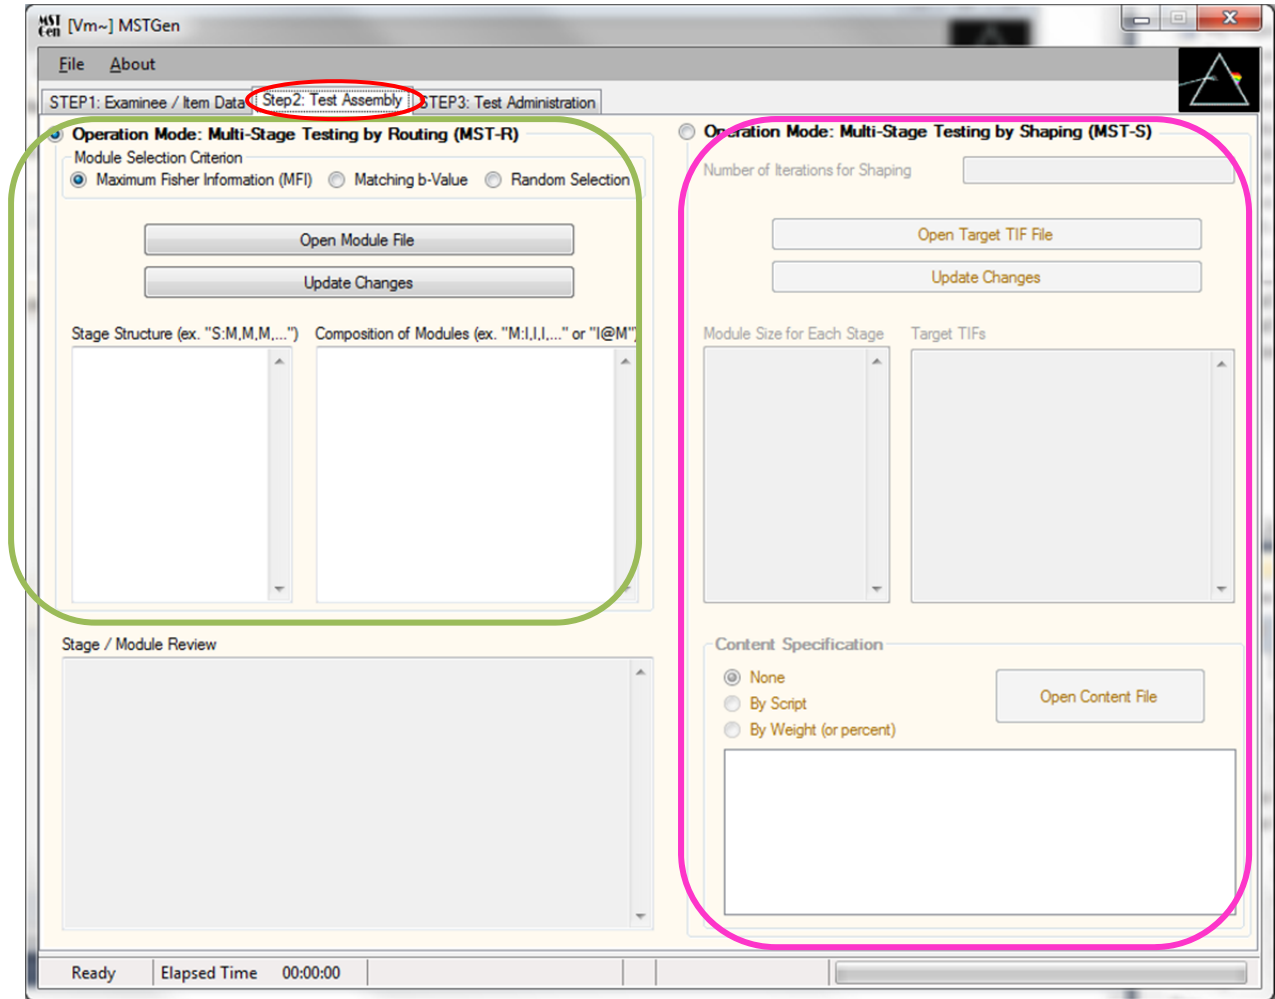 MST
Gen
[Vm~] MSTGen
File About
STEP1: Examinee / Item Data Step2: Test Assembly STEP3: Test Administration
Operation Mode: Multi-Stage Testing by Routing (MST-R)
Module Selection Criterion
Maximum Fisher Information (MFI) Matching b-Value Random Selection
Open Module File
Update Changes
Stage Structure (ex. "S:M,M,M,...") Composition of Modules (ex. "M:I,I,I,..." or "I@M")
Stage / Module Review
Operation Mode: Multi-Stage Testing by Shaping (MST-S)
Number of Iterations for Shaping
Open Target TIF File
Update Changes
Module Size for Each Stage Target TIFs
Content Specification
None
By Script
By Weight (or percent)
Open Content File
Ready Elapsed Time 00:00:00